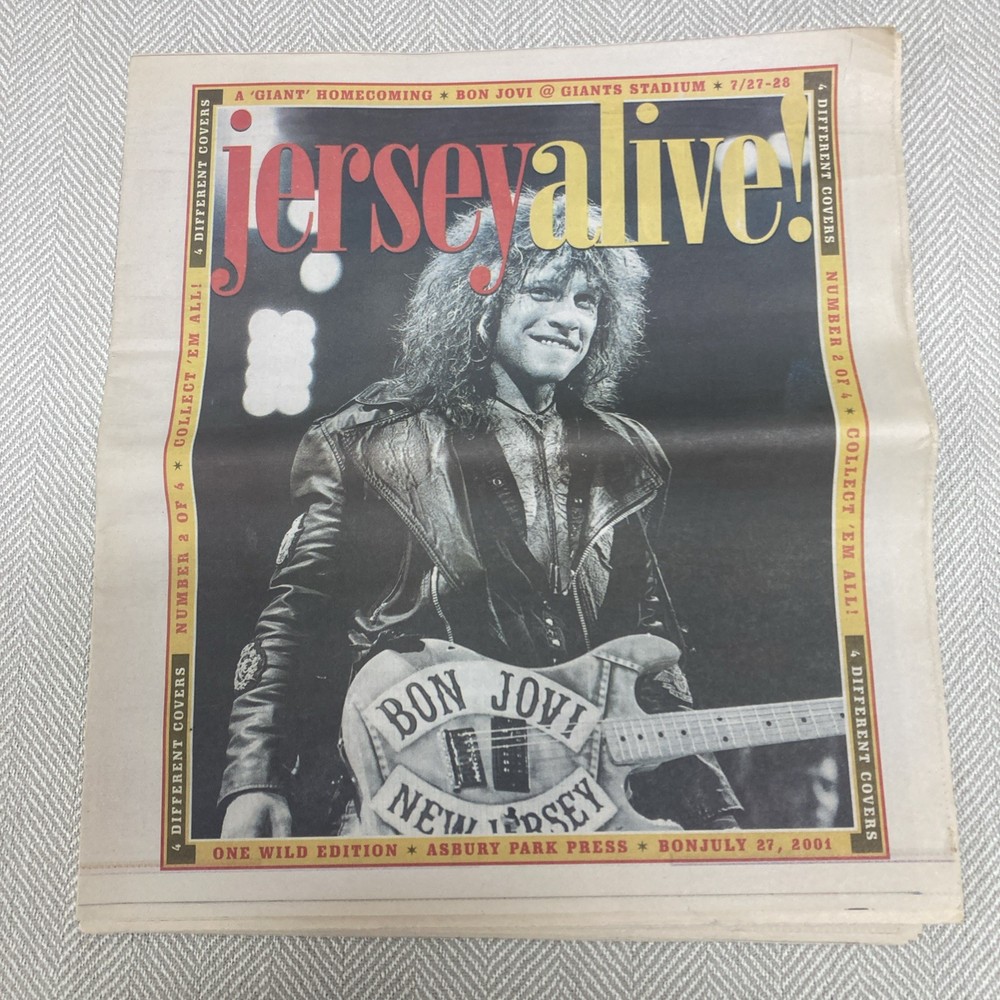 A 'GIANT' HOMECOMING ✶ BON JOVI @ GIANTS STADIUM ✶ 7/27-28
jerseyalive!
4 DIFFERENT COVERS
NUMBER 2 OF 4 ✶ COLLECT 'EM ALL!
4 DIFFERENT COVERS
4 DIFFERENT COVERS
NUMBER 2 OF 4 ✶ COLLECT 'EM ALL!
4 DIFFERENT COVERS
BON JOVI
NEW JERSEY
ONE WILD EDITION ✶ ASBURY PARK PRESS ✶ BONJULY 27, 2001